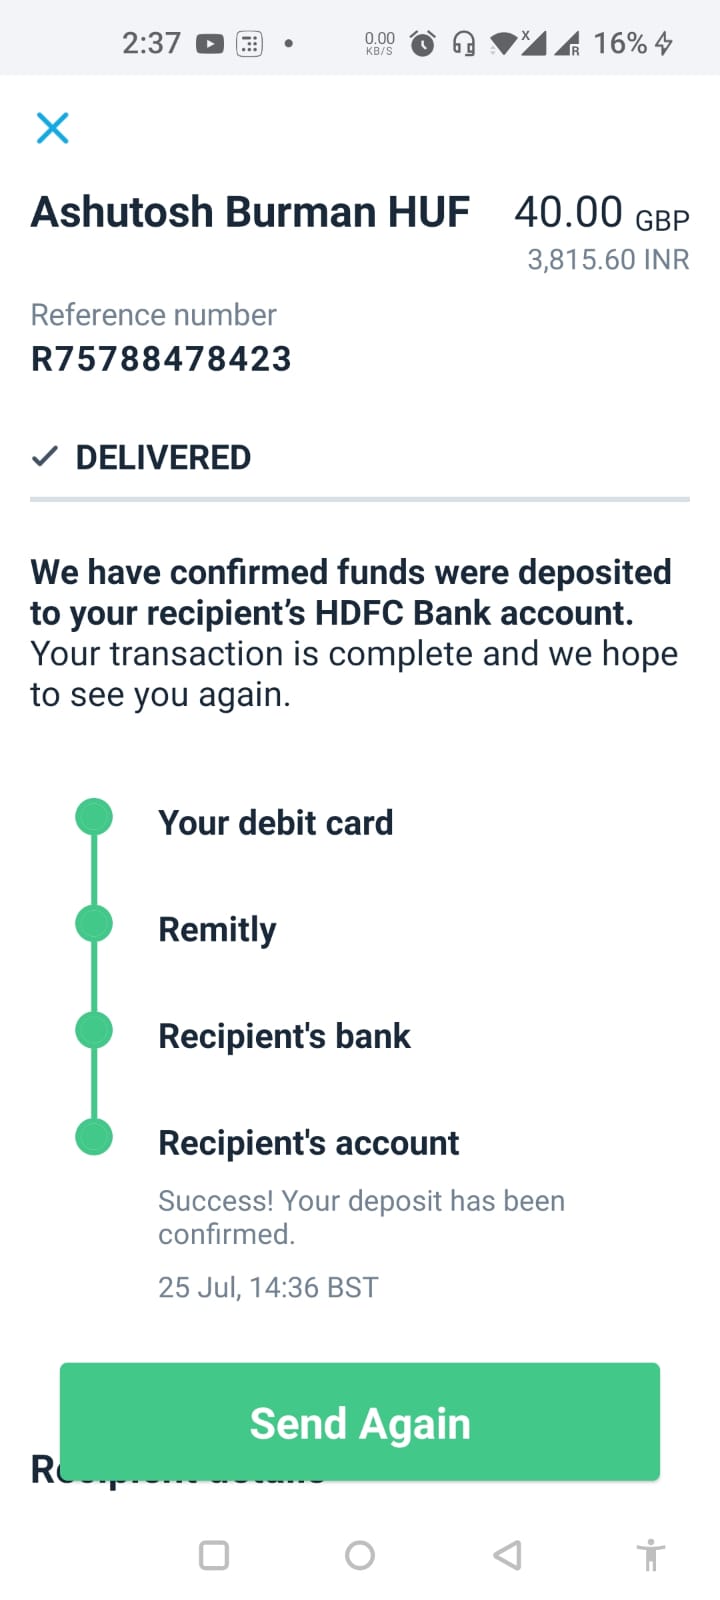 2:37
0.00
KB/S
X
R
16%
Ashutosh Burman HUF
40.00 GBP
3,815.60 INR
Reference number
R75788478423
DELIVERED
We have confirmed funds were deposited
to your recipient’s HDFC Bank account.
Your transaction is complete and we hope
to see you again.
Your debit card
Remitly
Recipient's bank
Recipient's account
Success! Your deposit has been
confirmed.
25 Jul, 14:36 BST
Send Again